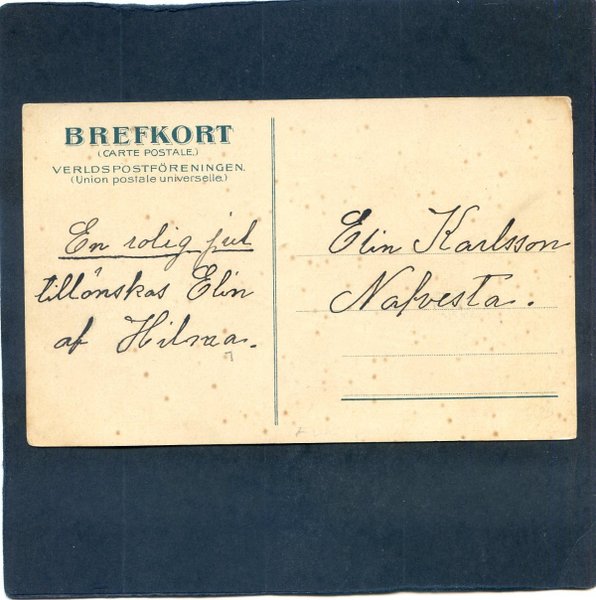 BREFKORT
(CARTE POSTALE.)
VERLDSPOSTFÖRENINGEN.
(Union postale universelle.)
En rolig jul
tillönskas Elin
af Hilma.
Elin Karlsson
Nafvesta.